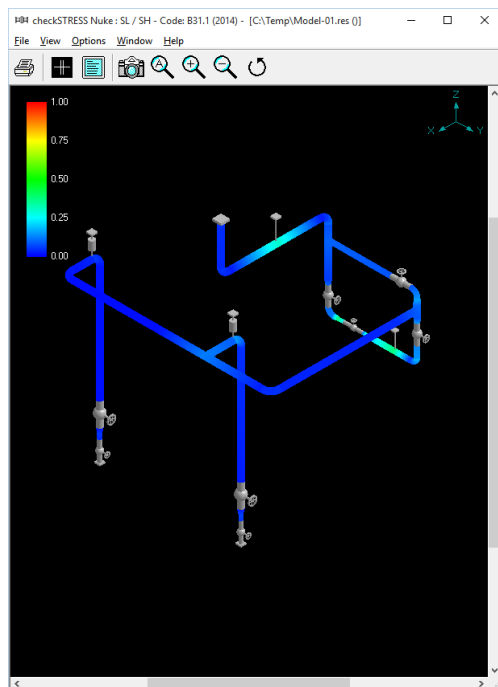 checkSTRESS Nuke : SL / SH - Code: B31.1 (2014) - [C:\Temp\Model-01.res ()]
File View Options Window Help
A
1.00
0.75
0.50
0.25
0.00
Z
X Y